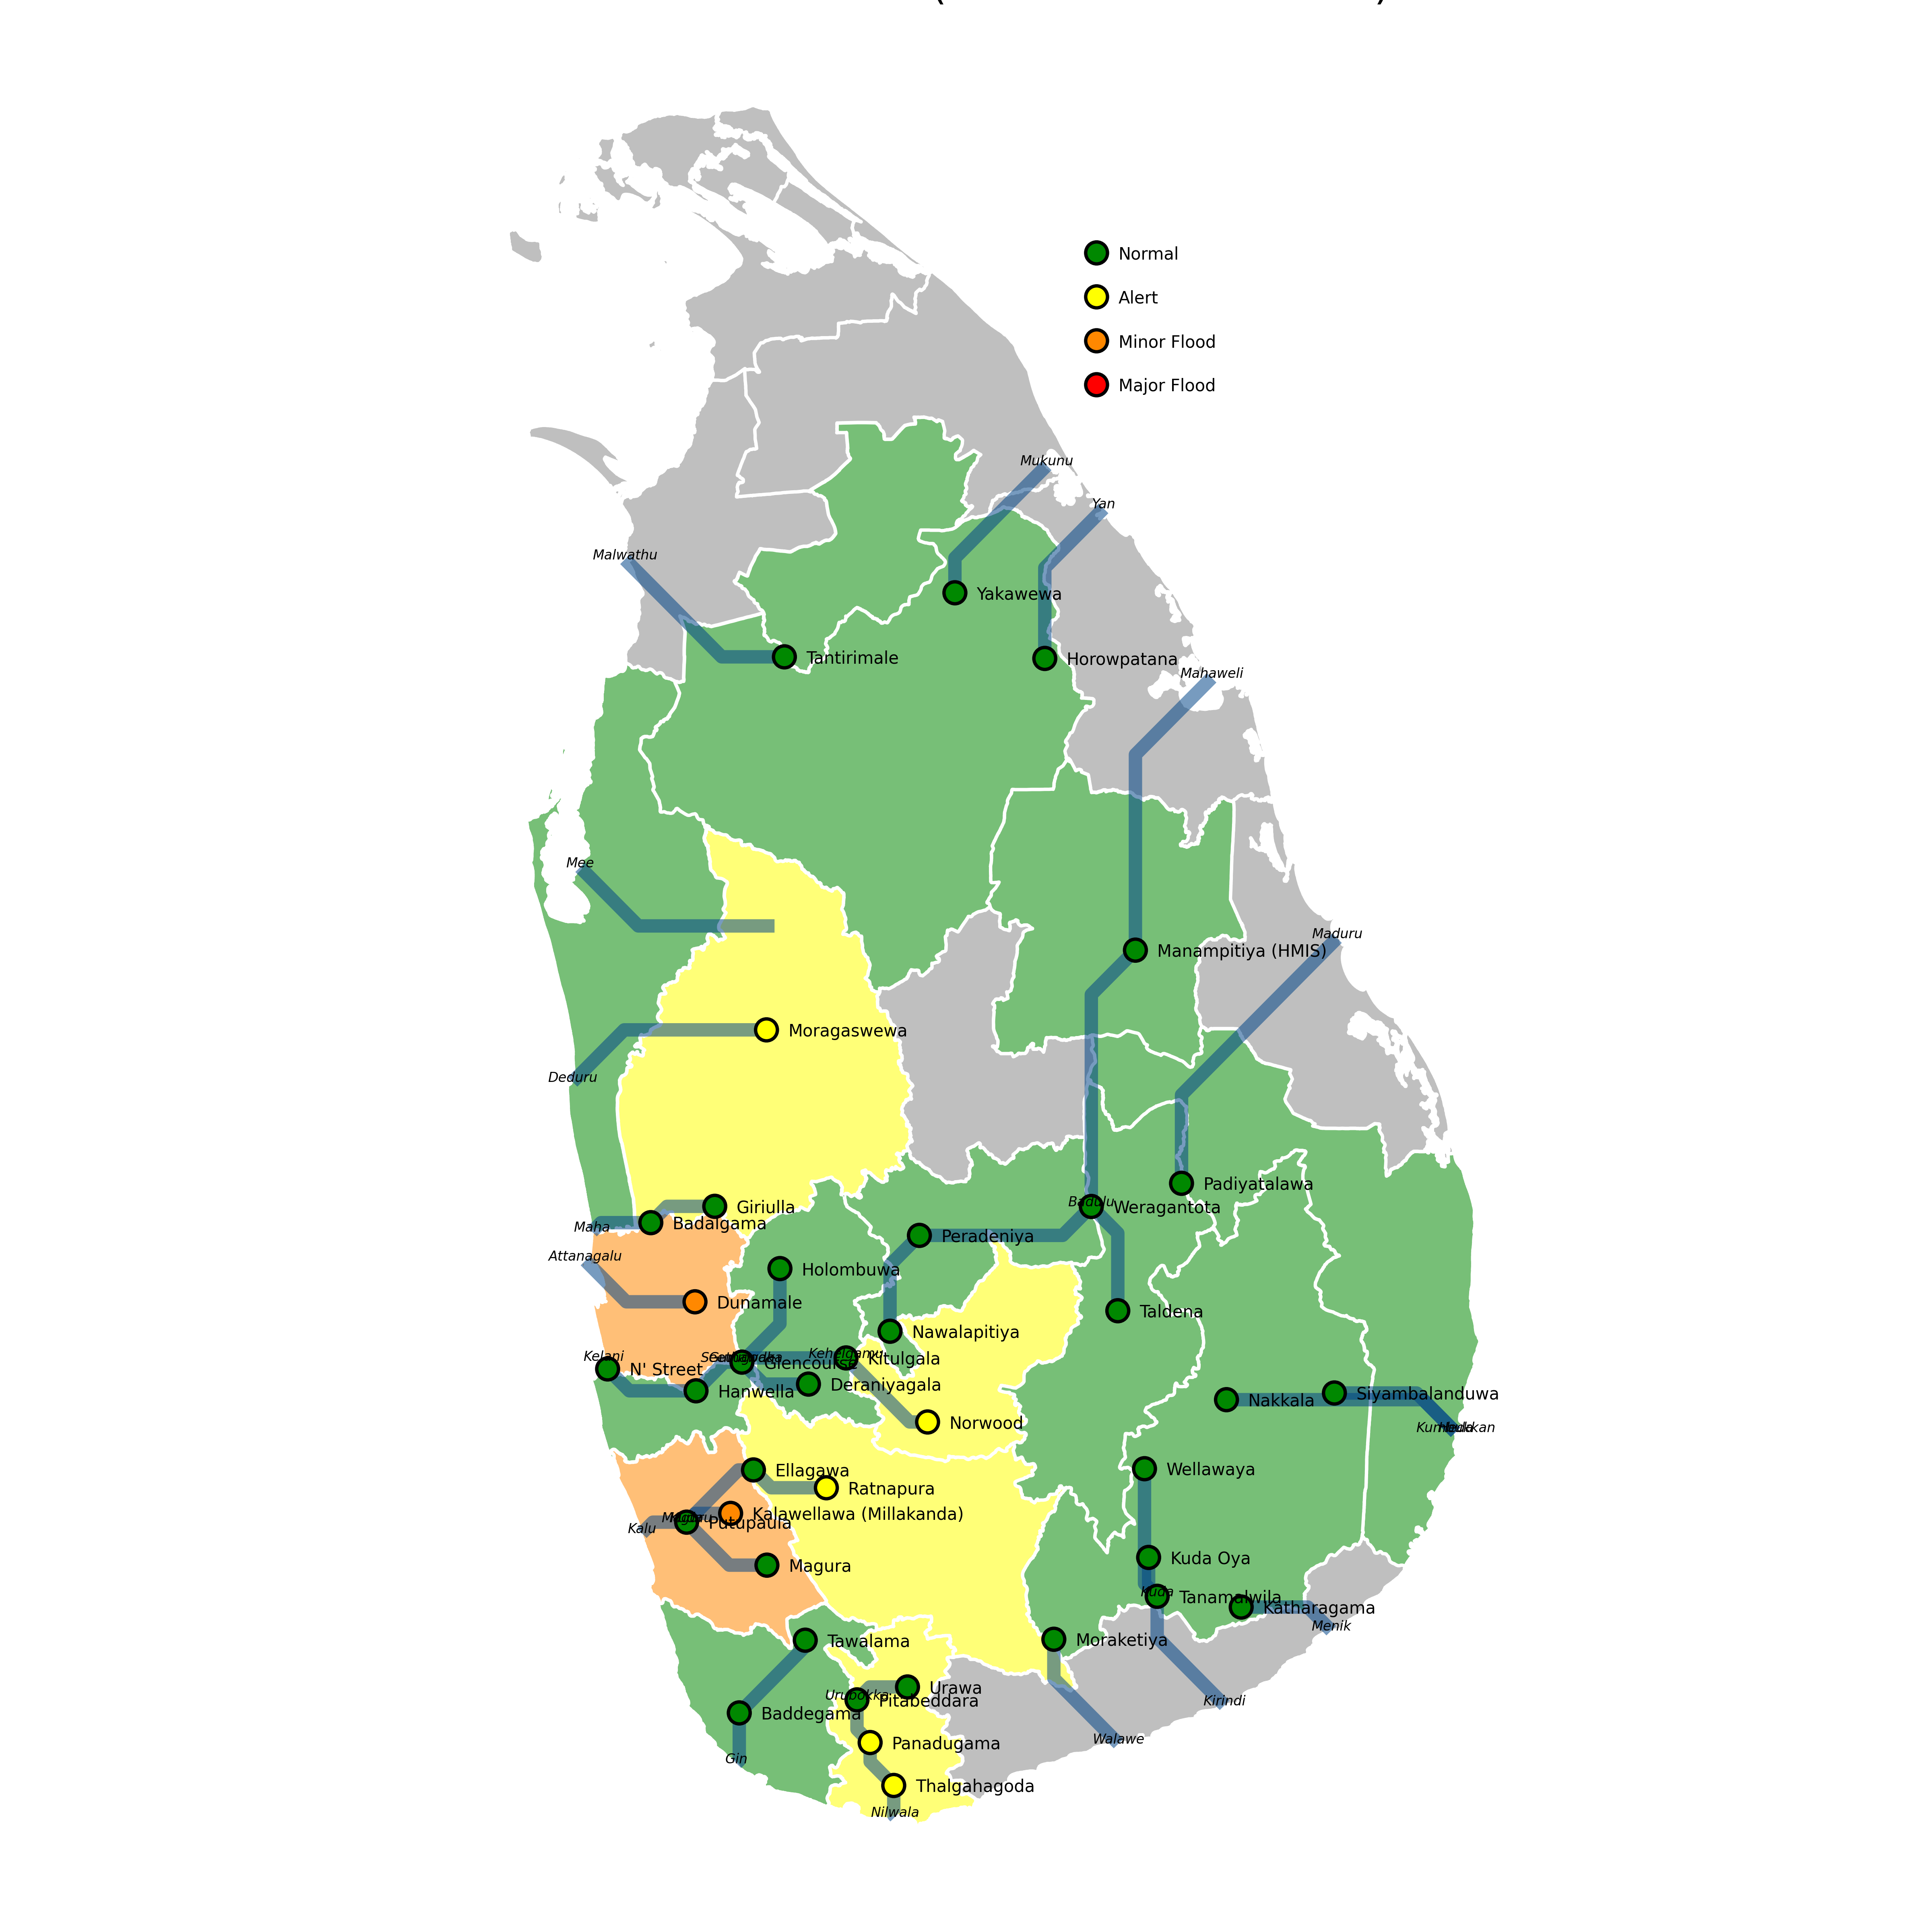 Normal
Alert
Minor Flood
Major Flood
Mukunu
Yan
Malwathu
Yakawewa
Tantirimale
Horowpatana
Mahaweli
Mee
Maduru
Manampitiya (HMIS)
Moragaswewa
Deduru
Padiyatalawa
Badulu
Giriulla
Weragantota
Maha
Badalgama
Peradeniya
Attanagalu
Holombuwa
Dunamale
Taldena
Nawalapitiya
Kelani
Kehelgamu
N' Street
Glencourse
Kitulgala
Hanwella
Deraniyagala
Nakkala
Siyambalanduwa
Norwood
Ellagawa
Wellawaya
Ratnapura
Kalawellawa (Millakanda)
Kalu
Putupaula
Magura
Kuda Oya
Kuda
Tanamalwila
Katharagama
Menik
Tawalama
Moraketiya
Urawa
Urubokka
Pitabeddara
Kirindi
Baddegama
Panadugama
Walawe
Gin
Thalgahagoda
Nilwala